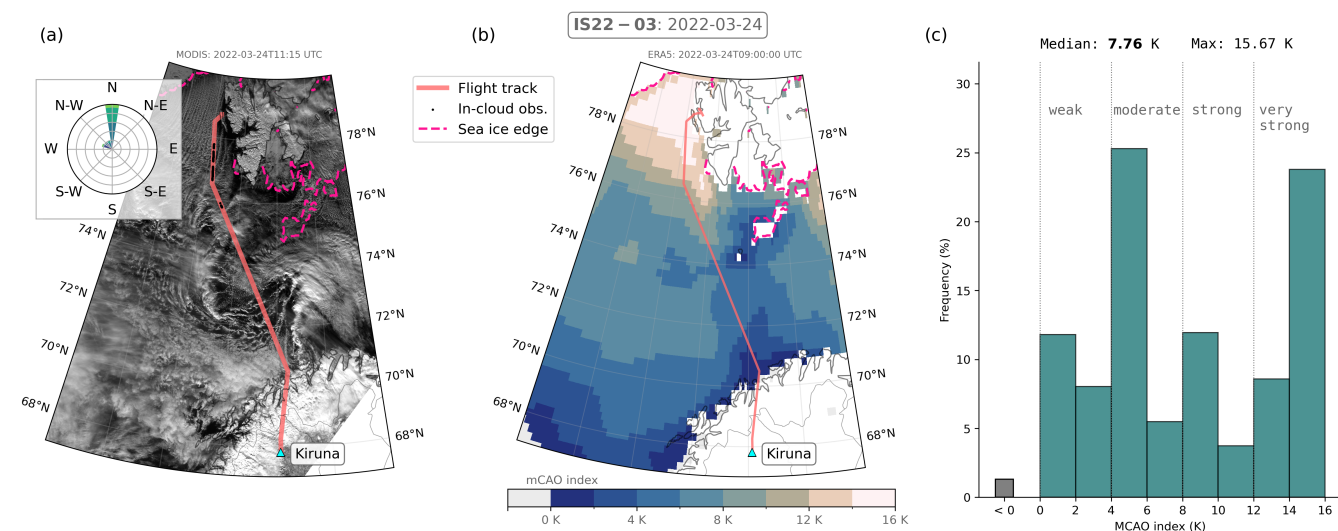 IS22 − 03: 2022-03-24
(a)
MODIS: 2022-03-24T11:15 UTC
N
N-W
N-E
W
E
S-W
S-E
S
78°N
76°N
74°N
74°N
72°N
72°N
70°N
70°N
68°N
68°N
Kiruna
Flight track
In-cloud obs.
Sea ice edge
(b)
ERA5: 2022-03-24T09:00:00 UTC
78°N
78°N
76°N
76°N
74°N
74°N
72°N
72°N
70°N
70°N
68°N
68°N
Kiruna
mCAO index
0 K
4 K
8 K
12 K
16 K
(c)
Median: 7.76 K Max: 15.67 K
weak
moderate
strong
very
strong
Frequency (%)
30
25
20
15
10
5
0
< 0
0
2
4
6
8
10
12
14
16
MCAO index (K)